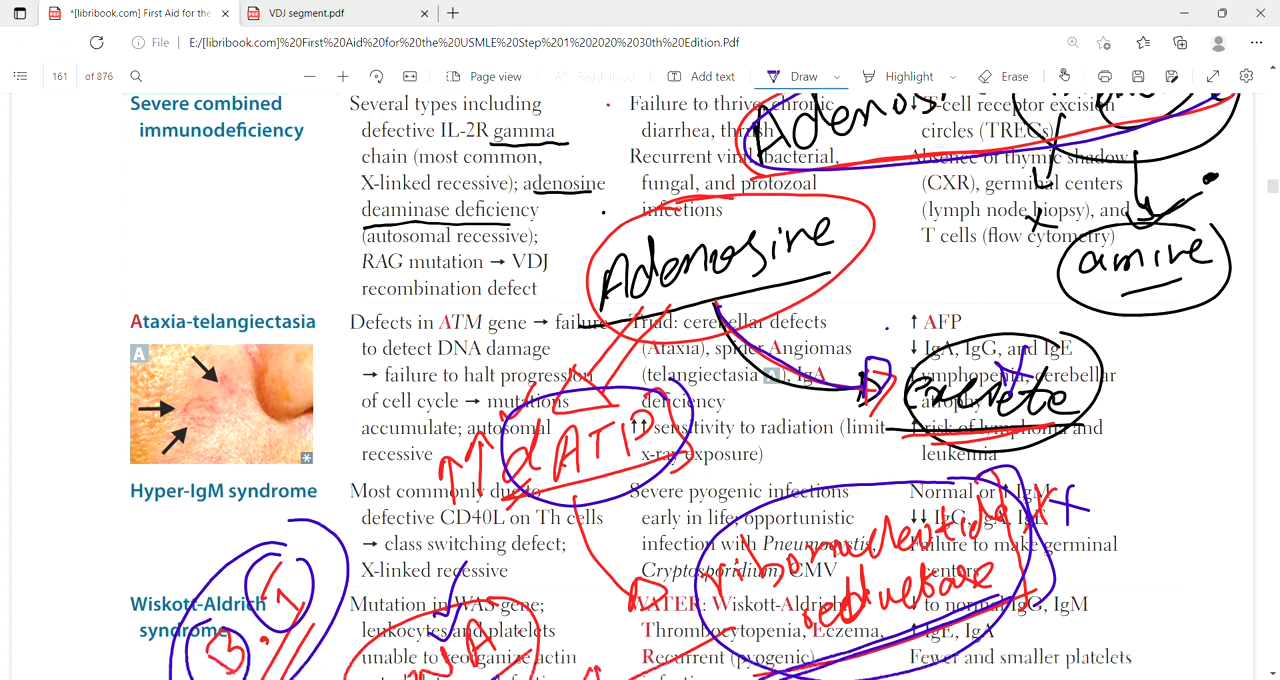 *[libribook.com] First Aid for the
VDJ segment.pdf
File
E:/[libribook.com]%20First%20Aid%20for%20the%20USMLE%20Step%201%202020%2030th%20Edition.Pdf
161 of 876
Page view
Read aloud
Add text
Draw
Highlight
Erase
Severe combined
immunodeficiency
Several types including
defective IL-2R gamma
chain (most common,
X-linked recessive); adenosine
deaminase deficiency
(autosomal recessive);
RAG mutation → VDJ
recombination defect
Failure to thrive, chronic
diarrhea, thrush
Recurrent viral, bacterial,
fungal, and protozoal
infections
↓ T-cell receptor excision
circles (TRECs)
Absence of thymic shadow
(CXR), germinal centers
(lymph node biopsy), and
T cells (flow cytometry)
Adenosine
amine
Ataxia-telangiectasia
A
Defects in ATM gene → failure
to detect DNA damage
→ failure to halt progression
of cell cycle → mutations
accumulate; autosomal
recessive
Triad: cerebellar defects
(Ataxia), spider Angiomas
(telangiectasia A), IgA
deficiency
↑↑ sensitivity to radiation (limit
x-ray exposure)
↑ AFP
↓ IgA, IgG, and IgE
Lymphopenia, cerebellar
atrophy
↑ risk of lymphoma and
leukemia
Excrete
dATP
Hyper-IgM syndrome
Most commonly due to
defective CD40L on Th cells
→ class switching defect;
X-linked recessive
Severe pyogenic infections
early in life; opportunistic
infection with Pneumocystis,
Cryptosporidium, CMV
Normal or ↑ IgM
↓↓ IgG, IgA, IgE
Failure to make germinal
centers
ribonucleotide
reductase
Wiskott-Aldrich
syndrome
Mutation in WAS gene;
leukocytes and platelets
unable to reorganize actin
WATER: Wiskott-Aldrich:
Thrombocytopenia, Eczema,
Recurrent (pyogenic)
↓ to normal IgG, IgM
↑ IgE, IgA
Fewer and smaller platelets